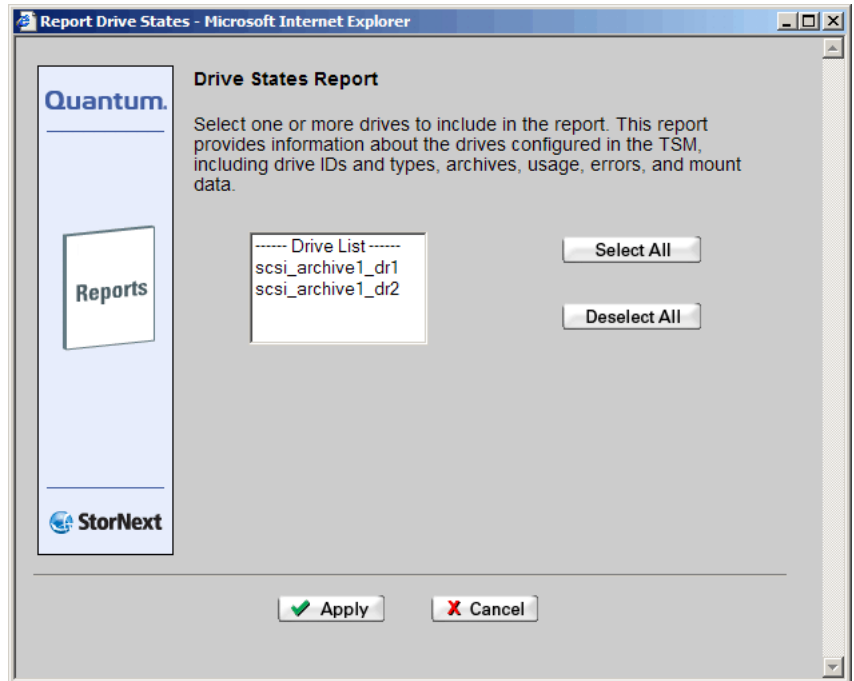 Report Drive States - Microsoft Internet Explorer
Quantum.
Drive States Report
Select one or more drives to include in the report. This report
provides information about the drives configured in the TSM,
including drive IDs and types, archives, usage, errors, and mount
data.
------ Drive List ------
scsi_archive1_dr1
scsi_archive1_dr2
Select All
Deselect All
Reports
StorNext
Apply
X Cancel